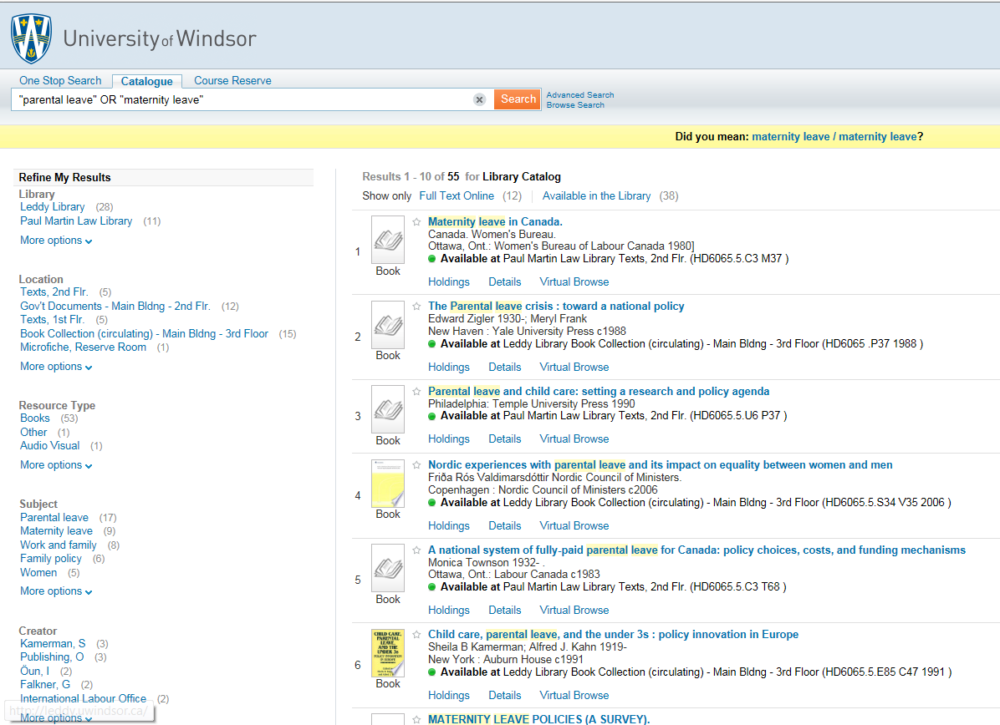 University of Windsor
One Stop Search Catalogue Course Reserve
"parental leave" OR "maternity leave" Search
Advanced Search
Browse Search
Did you mean: maternity leave / maternity leave?
Refine My Results
Library
Leddy Library (28)
Paul Martin Law Library (11)
More options
Location
Texts, 2nd Flr. (5)
Gov't Documents - Main Bldng - 2nd Flr. (12)
Texts, 1st Flr. (5)
Book Collection (circulating) - Main Bldng - 3rd Floor (15)
Microfiche, Reserve Room (1)
More options
Resource Type
Books (53)
Other (1)
Audio Visual (1)
More options
Subject
Parental leave (17)
Maternity leave (9)
Work and family (8)
Family policy (6)
Women (5)
More options
Creator
Kamerman, S (3)
Publishing, O (3)
Öun, I (2)
Falkner, G (2)
International Labour Office (2)
More options
http://leddy.uwindsor.ca/
Results 1 - 10 of 55 for Library Catalog
Show only Full Text Online (12) Available in the Library (38)
1
Book
Maternity leave in Canada.
Canada. Women's Bureau.
Ottawa, Ont.: Women's Bureau of Labour Canada 1980]
Available at Paul Martin Law Library Texts, 2nd Flr. (HD6065.5.C3 M37 )
Holdings Details Virtual Browse
2
Book
The Parental leave crisis : toward a national policy
Edward Zigler 1930-; Meryl Frank
New Haven : Yale University Press c1988
Available at Leddy Library Book Collection (circulating) - Main Bldng - 3rd Floor (HD6065 .P37 1988 )
Holdings Details Virtual Browse
3
Book
Parental leave and child care: setting a research and policy agenda
Philadelphia: Temple University Press 1990
Available at Paul Martin Law Library Texts, 2nd Flr. (HD6065.5.U6 P37 )
Holdings Details Virtual Browse
4
Book
Nordic experiences with parental leave and its impact on equality between women and men
Friða Rós Valdimarsdóttir Nordic Council of Ministers.
Copenhagen : Nordic Council of Ministers c2006
Available at Leddy Library Book Collection (circulating) - Main Bldng - 3rd Floor (HD6065.5.S34 V35 2006 )
Holdings Details Virtual Browse
5
Book
A national system of fully-paid parental leave for Canada: policy choices, costs, and funding mechanisms
Monica Townson 1932- .
Ottawa, Ont.: Labour Canada c1983
Available at Paul Martin Law Library Texts, 2nd Flr. (HD6065.5.C3 T68 )
Holdings Details Virtual Browse
6
CHILD CARE,
PARENTAL
LEAVE,
AND THE
UNDER 3s
POLICY INNOVATION
IN EUROPE
Book
Child care, parental leave, and the under 3s : policy innovation in Europe
Sheila B Kamerman; Alfred J. Kahn 1919-
New York : Auburn House c1991
Available at Leddy Library Book Collection (circulating) - Main Bldng - 3rd Floor (HD6065.5.E85 C47 1991 )
Holdings Details Virtual Browse
MATERNITY LEAVE POLICIES (A SURVEY).